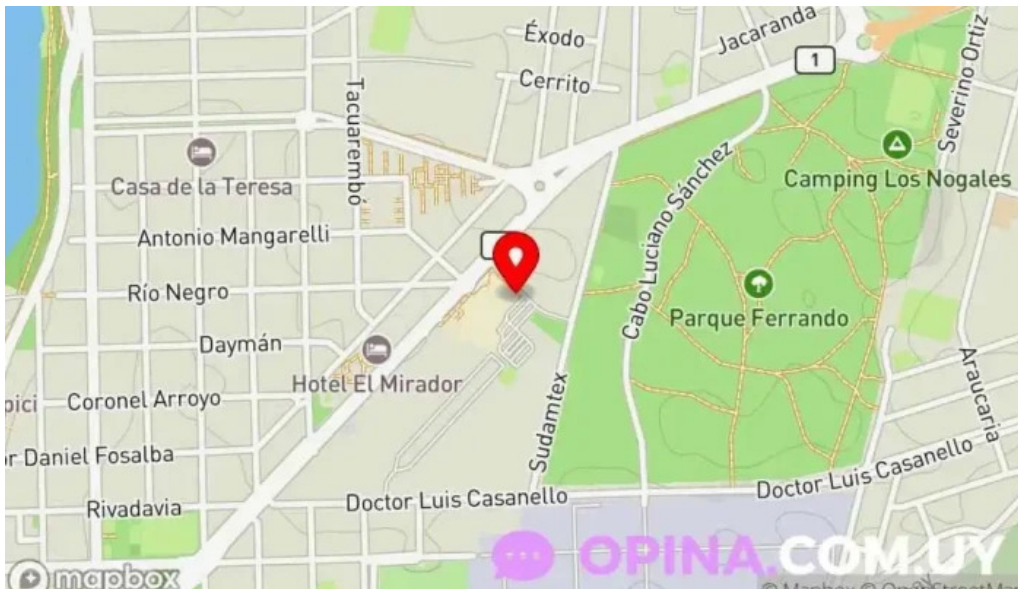 Éxodo
Jacaranda
1
Cerrito
Severino Ortiz
Tacuarembó
Casa de la Teresa
Cabo Luciano Sánchez
Camping Los Nogales
Antonio Mangarelli
Río Negro
Parque Ferrando
Daymán
Hotel El Mirador
Araucaria
Coronel Arroyo
Sudamtex
Daniel Fosalba
Doctor Luis Casanello
Doctor Luis Casanello
Rivadavia
OPINA.COM.UY
mapbox